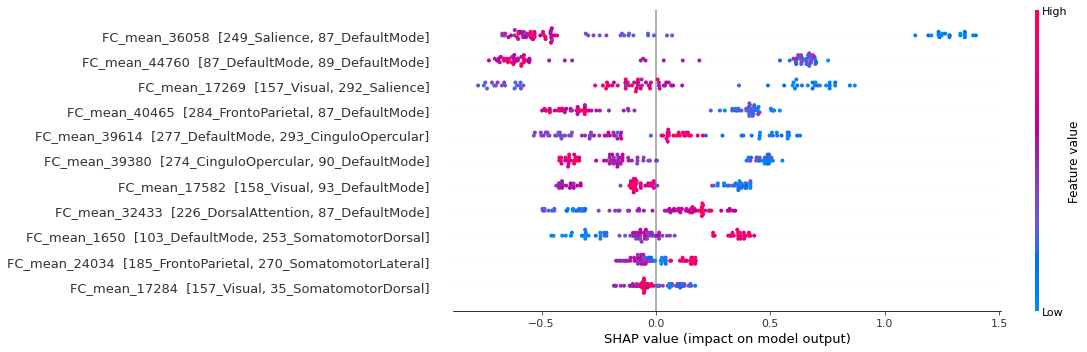 High
FC_mean_36058 [249_Salience, 87_DefaultMode]
FC_mean_44760 [87_DefaultMode, 89_DefaultMode]
FC_mean_17269 [157_Visual, 292_Salience]
FC_mean_40465 [284_FrontoParietal, 87_DefaultMode]
FC_mean_39614 [277_DefaultMode, 293_CinguloOpercular]
FC_mean_39380 [274_CinguloOpercular, 90_DefaultMode]
FC_mean_17582 [158_Visual, 93_DefaultMode]
FC_mean_32433 [226_DorsalAttention, 87_DefaultMode]
FC_mean_1650 [103_DefaultMode, 253_SomatomotorDorsal]
FC_mean_24034 [185_FrontoParietal, 270_SomatomotorLateral]
FC_mean_17284 [157_Visual, 35_SomatomotorDorsal]
Feature value
Low
−0.5 0.0 0.5 1.0 1.5
SHAP value (impact on model output)